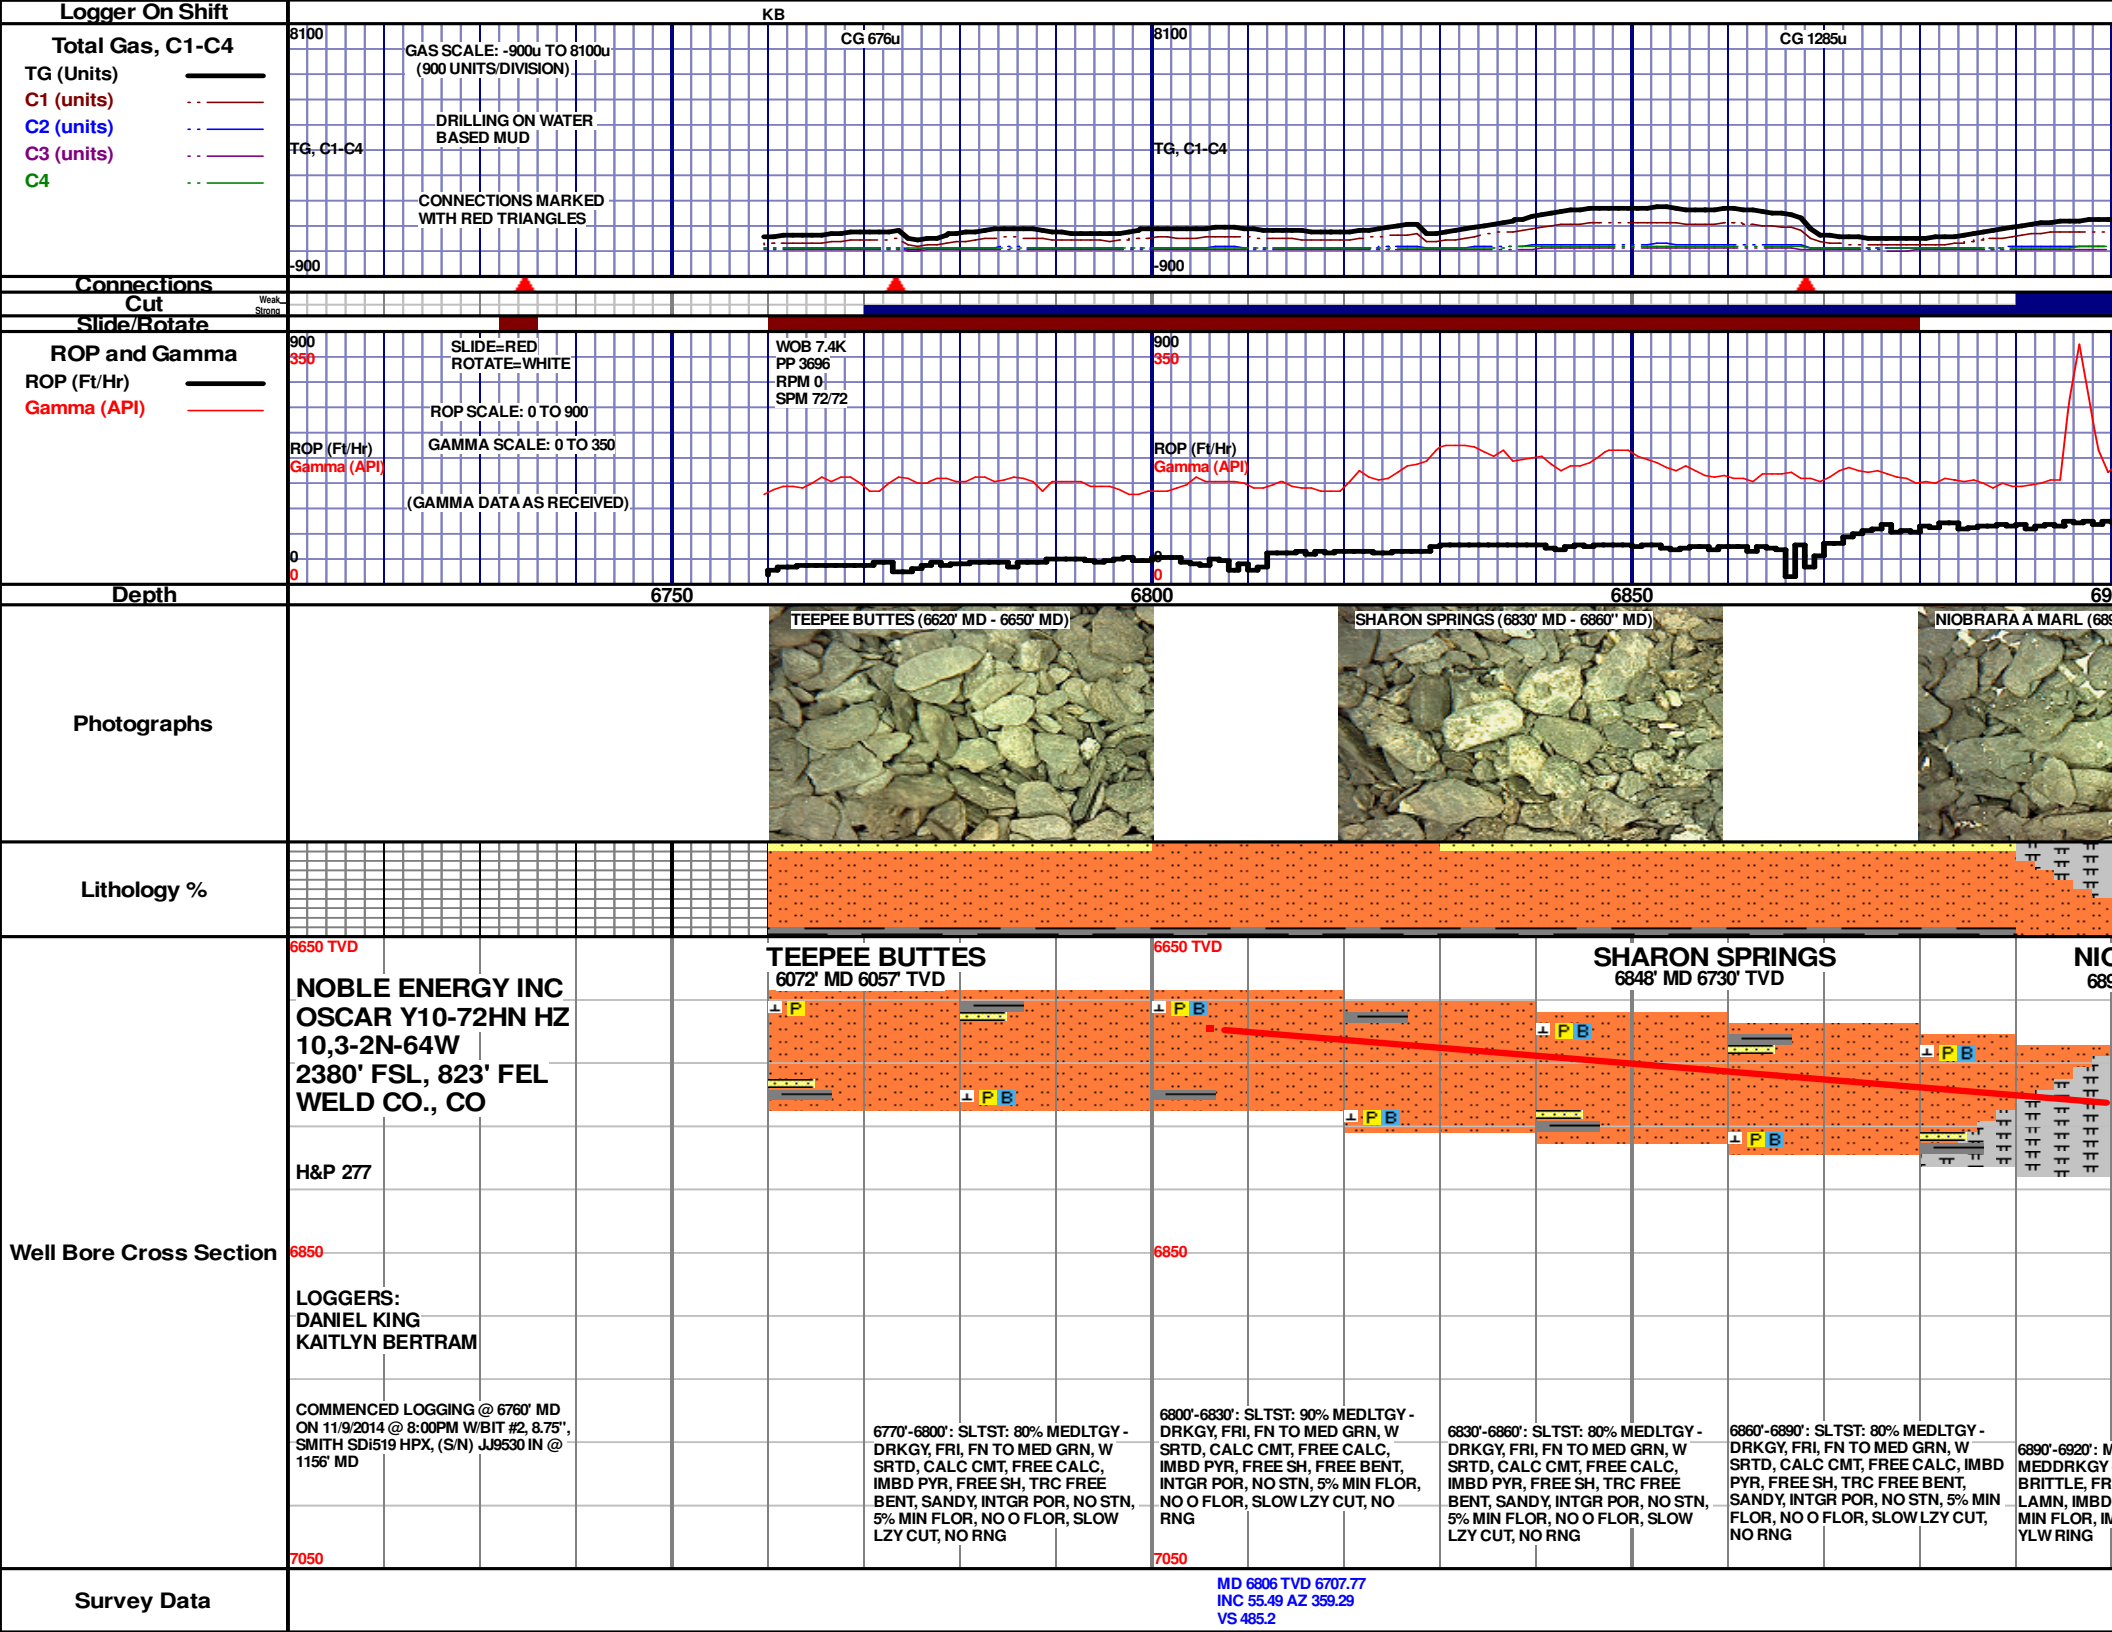 Logger On Shift
KB
Total Gas, C1-C4
TG (Units)
C1 (units)
C2 (units)
C3 (units)
C4
8100
GAS SCALE: -900u TO 8100u
(900 UNITS/DIVISION)
DRILLING ON WATER
BASED MUD
TG, C1-C4
CONNECTIONS MARKED
WITH RED TRIANGLES
-900
CG 676u
8100
TG, C1-C4
-900
CG 1285u
Connections
Cut
Weak
Strong
Slide/Rotate
ROP and Gamma
ROP (Ft/Hr)
Gamma (API)
900
350
SLIDE=RED
ROTATE=WHITE
ROP SCALE: 0 TO 900
GAMMA SCALE: 0 TO 350
ROP (Ft/Hr)
Gamma (API)
(GAMMA DATA AS RECEIVED)
0
0
WOB 7.4K
PP 3696
RPM 0
SPM 72/72
900
350
ROP (Ft/Hr)
Gamma (API)
0
0
Depth
6750
6800
6850
69
Photographs
TEEPEE BUTTES (6620' MD - 6650' MD)
SHARON SPRINGS (6830' MD - 6860" MD)
NIOBRARA A MARL (689
Lithology %
Well Bore Cross Section
6650 TVD
NOBLE ENERGY INC
OSCAR Y10-72HN HZ
10,3-2N-64W
2380' FSL, 823' FEL
WELD CO., CO
H&P 277
6850
LOGGERS:
DANIEL KING
KAITLYN BERTRAM
COMMENCED LOGGING @ 6760' MD
ON 11/9/2014 @ 8:00PM W/BIT #2, 8.75",
SMITH SDi519 HPX, (S/N) JJ9530 IN @
1156' MD
7050
TEEPEE BUTTES
6072' MD 6057' TVD
P
P B
6650 TVD
P B
P B
SHARON SPRINGS
6848' MD 6730' TVD
P B
P B
P B
NIO
689
6850
6770'-6800': SLTST: 80% MEDLTGY -
DRKGY, FRI, FN TO MED GRN, W
SRTD, CALC CMT, FREE CALC,
IMBD PYR, FREE SH, TRC FREE
BENT, SANDY, INTGR POR, NO STN,
5% MIN FLOR, NO O FLOR, SLOW
LZY CUT, NO RNG
6800'-6830': SLTST: 90% MEDLTGY -
DRKGY, FRI, FN TO MED GRN, W
SRTD, CALC CMT, FREE CALC,
IMBD PYR, FREE SH, FREE BENT,
INTGR POR, NO STN, 5% MIN FLOR,
NO O FLOR, SLOW LZY CUT, NO
RNG
6830'-6860': SLTST: 80% MEDLTGY -
DRKGY, FRI, FN TO MED GRN, W
SRTD, CALC CMT, FREE CALC,
IMBD PYR, FREE SH, TRC FREE
BENT, SANDY, INTGR POR, NO STN,
5% MIN FLOR, NO O FLOR, SLOW
LZY CUT, NO RNG
6860'-6890': SLTST: 80% MEDLTGY -
DRKGY, FRI, FN TO MED GRN, W
SRTD, CALC CMT, FREE CALC, IMBD
PYR, FREE SH, TRC FREE BENT,
SANDY, INTGR POR, NO STN, 5% MIN
FLOR, NO O FLOR, SLOW LZY CUT,
NO RNG
6890'-6920': M
MEDDRKGY
BRITTLE, FR
LAMN, IMBD
MIN FLOR, IM
YLW RING
7050
Survey Data
MD 6806 TVD 6707.77
INC 55.49 AZ 359.29
VS 485.2